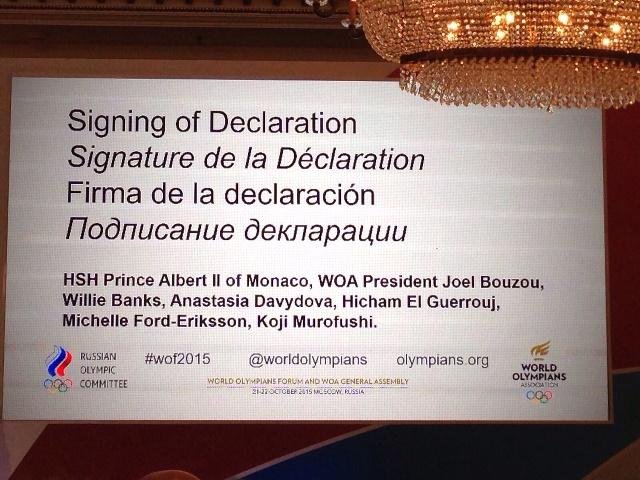 Signing of Declaration
Signature de la Déclaration
Firma de la declaración
Подписание декларации
HSH Prince Albert II of Monaco, WOA President Joel Bouzou,
Willie Banks, Anastasia Davydova, Hicham El Guerrouj,
Michelle Ford-Eriksson, Koji Murofushi.
RUSSIAN
OLYMPIC
COMMITTEE
#wof2015 @worldolympians olympians.org
WORLD OLYMPIANS FORUM AND WOA GENERAL ASSEMBLY
21-22 OCTOBER 2015 MOSCOW, RUSSIA
WORLD
OLYMPIANS
ASSOCIATION